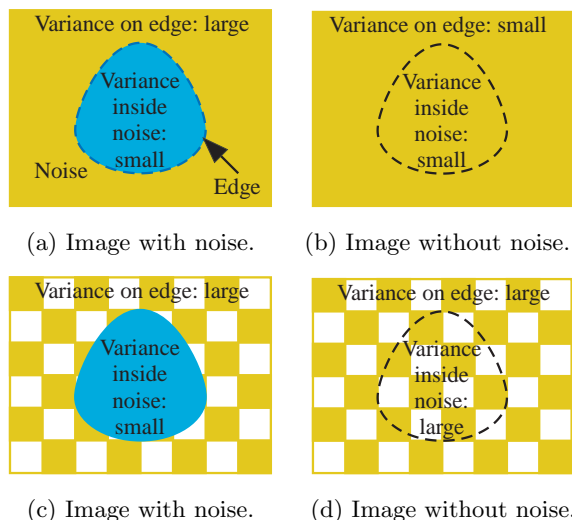 Variance on edge: large
Variance
inside
noise:
small
Noise
Edge
(a) Image with noise.
Variance on edge: small
Variance
inside
noise:
small
(b) Image without noise.
Variance on edge: large
Variance
inside
noise:
small
(c) Image with noise.
Variance on edge: large
Variance
inside
noise:
large
(d) Image without noise.